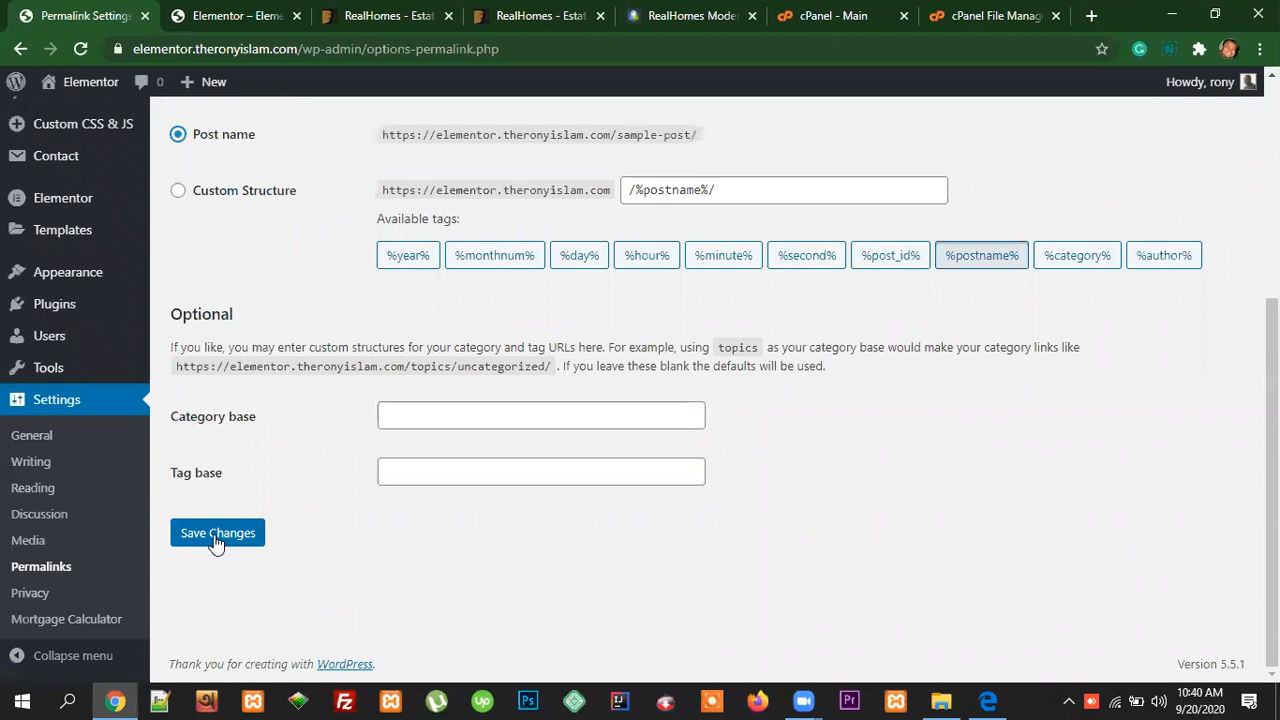 Permalink Settings
Elementor – Eleme
RealHomes - Estat
RealHomes - Estat
RealHomes Moder
cPanel - Main
cPanel File Manag
elementor.theronyislam.com/wp-admin/options-permalink.php
Elementor
0
New
Howdy, rony
Custom CSS & JS
Contact
Elementor
Templates
Appearance
Plugins
Users
Tools
Settings
General
Writing
Reading
Discussion
Media
Permalinks
Privacy
Mortgage Calculator
Collapse menu
Post name
https://elementor.theronyislam.com/sample-post/
Custom Structure
https://elementor.theronyislam.com
/%postname%/
Available tags:
%year%
%monthnum%
%day%
%hour%
%minute%
%second%
%post_id%
%postname%
%category%
%author%
Optional
If you like, you may enter custom structures for your category and tag URLs here. For example, using topics as your category base would make your category links like
https://elementor.theronyislam.com/topics/uncategorized/ . If you leave these blank the defaults will be used.
Category base
Tag base
Save Changes
Thank you for creating with WordPress.
Version 5.5.1
10:40 AM
9/20/2020